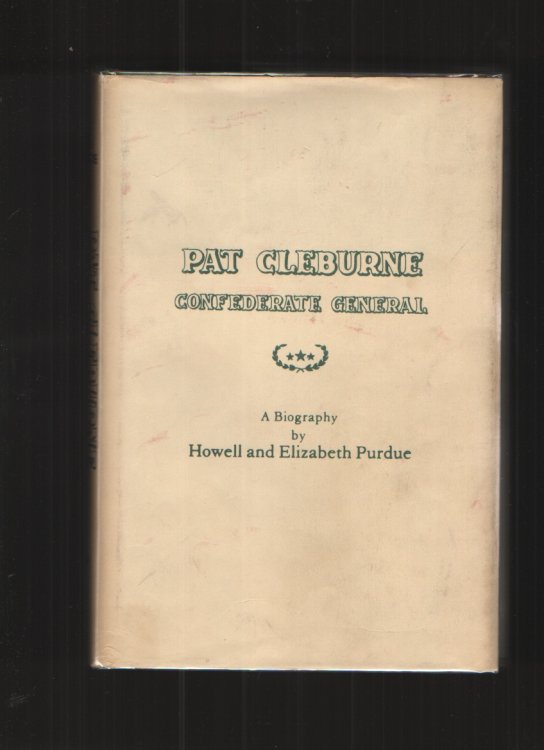 PAT CLEBURNE
CONFEDERATE GENERAL
A Biography
by
Howell and Elizabeth Purdue